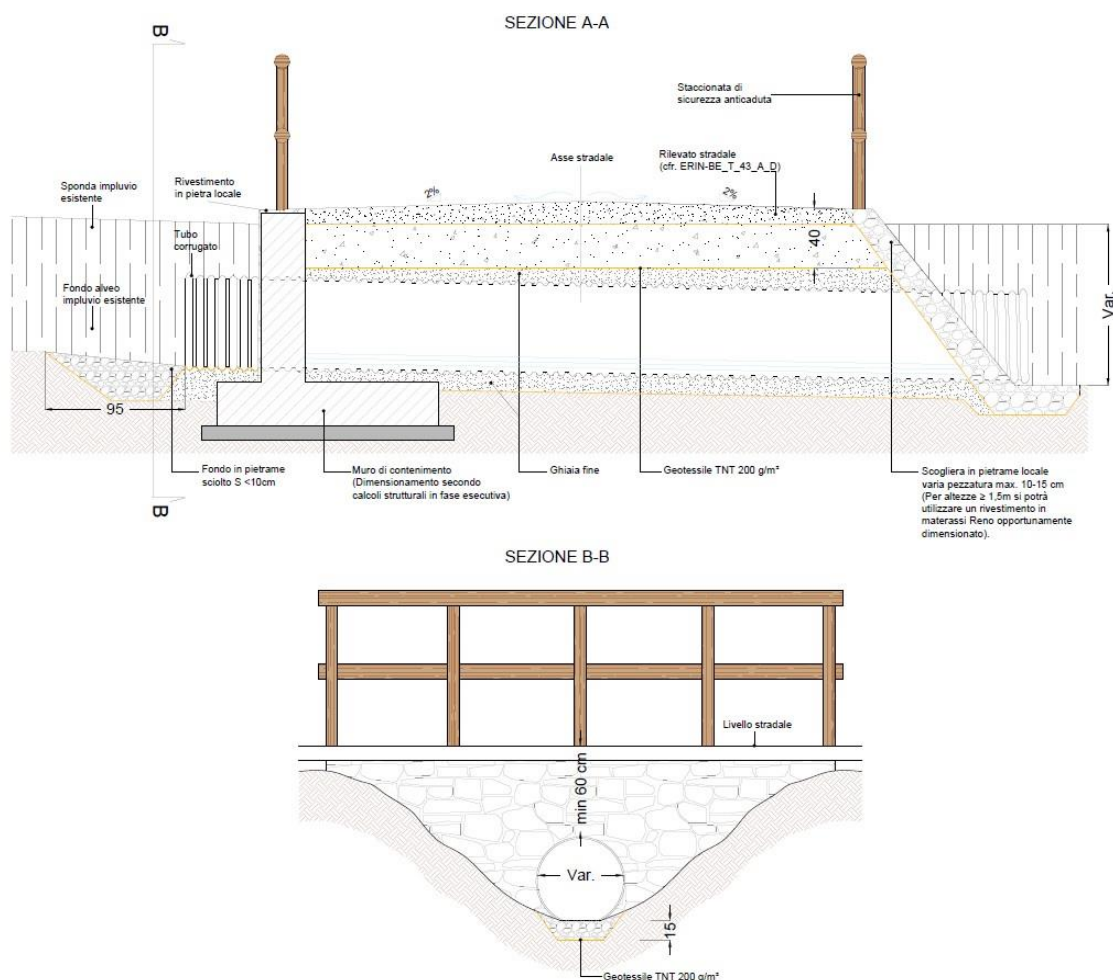 SEZIONE A-A
B
Staccionata di
sicurezza anticaduta
Asse stradale
Rilevato stradale
(cfr. ERIN-BE_T_43_A_D)
Sponda impluvio
esistente
Rivestimento
in pietra locale
2%
2%
Tubo
corrugato
40
Fondo alveo
impluvio esistente
Var.
95
Fondo in pietrame
sciolto S <10cm
Muro di contenimento
(Dimensionamento secondo
calcoli strutturali in fase esecutiva)
Ghiaia fine
Geotessile TNT 200 g/m²
Scogliera in pietrame locale
varia pezzatura max. 10-15 cm
(Per altezze ≥ 1,5m si potrà
utilizzare un rivestimento in
materassi Reno opportunamente
dimensionato).
B
SEZIONE B-B
Livello stradale
min 60 cm
Var.
15
Geotessile TNT 200 g/m²